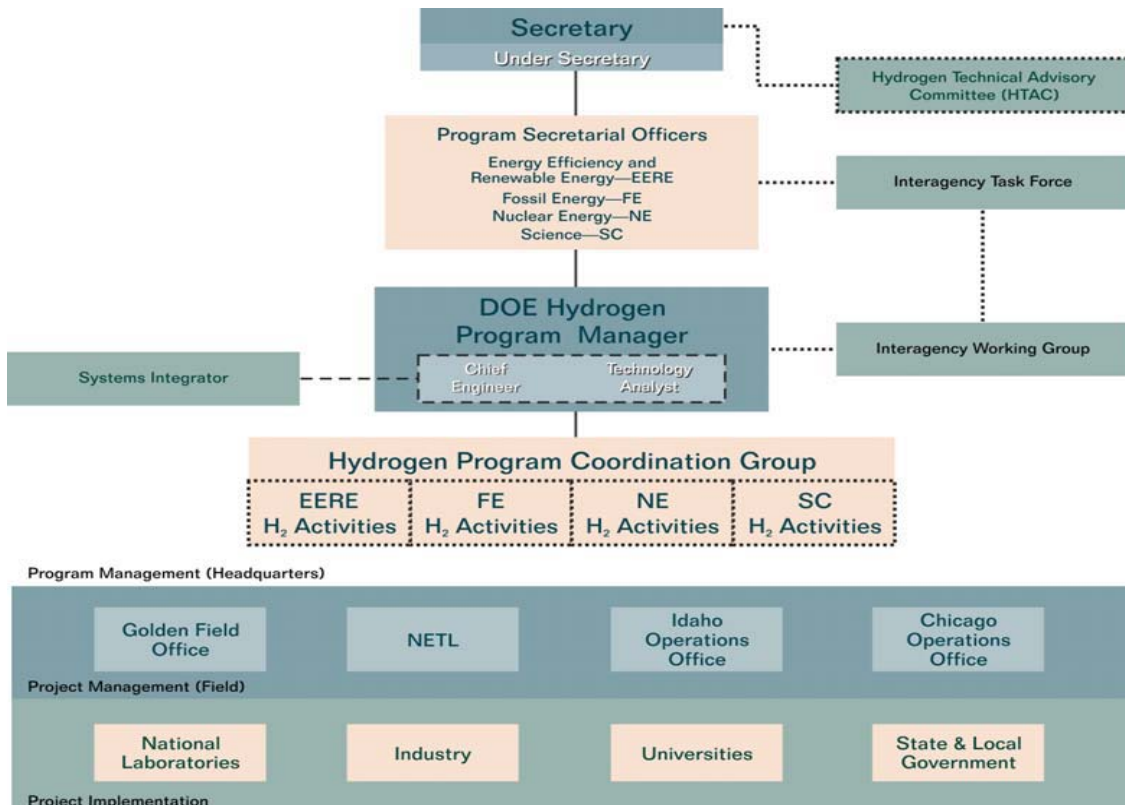 Secretary
Under Secretary
Hydrogen Technical Advisory
Committee (HTAC)
Program Secretarial Officers
Energy Efficiency and
Renewable Energy—EERE
Fossil Energy—FE
Nuclear Energy—NE
Science—SC
Interagency Task Force
DOE Hydrogen
Program Manager
Chief
Engineer
Technology
Analyst
Interagency Working Group
Systems Integrator
Hydrogen Program Coordination Group
EERE
H₂ Activities
FE
H₂ Activities
NE
H₂ Activities
SC
H₂ Activities
Program Management (Headquarters)
Golden Field
Office
NETL
Idaho
Operations
Office
Chicago
Operations
Office
Project Management (Field)
National
Laboratories
Industry
Universities
State & Local
Government
Project Implementation